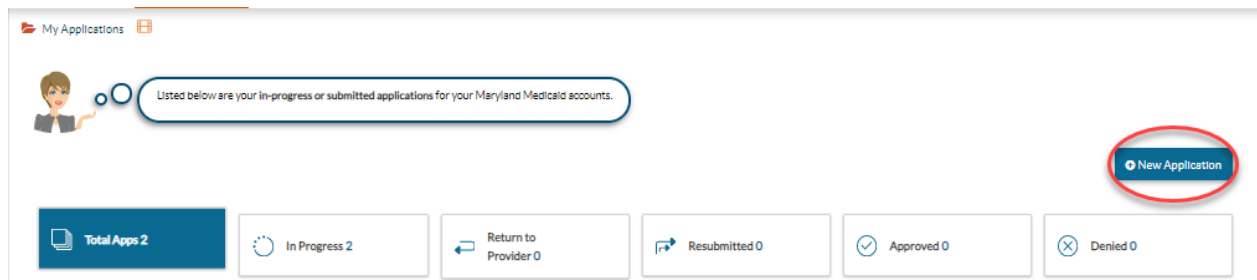 My Applications
Listed below are your in-progress or submitted applications for your Maryland Medicaid accounts.
New Application
Total Apps 2
In Progress 2
Return to
Provider 0
Resubmitted 0
Approved 0
Denied 0